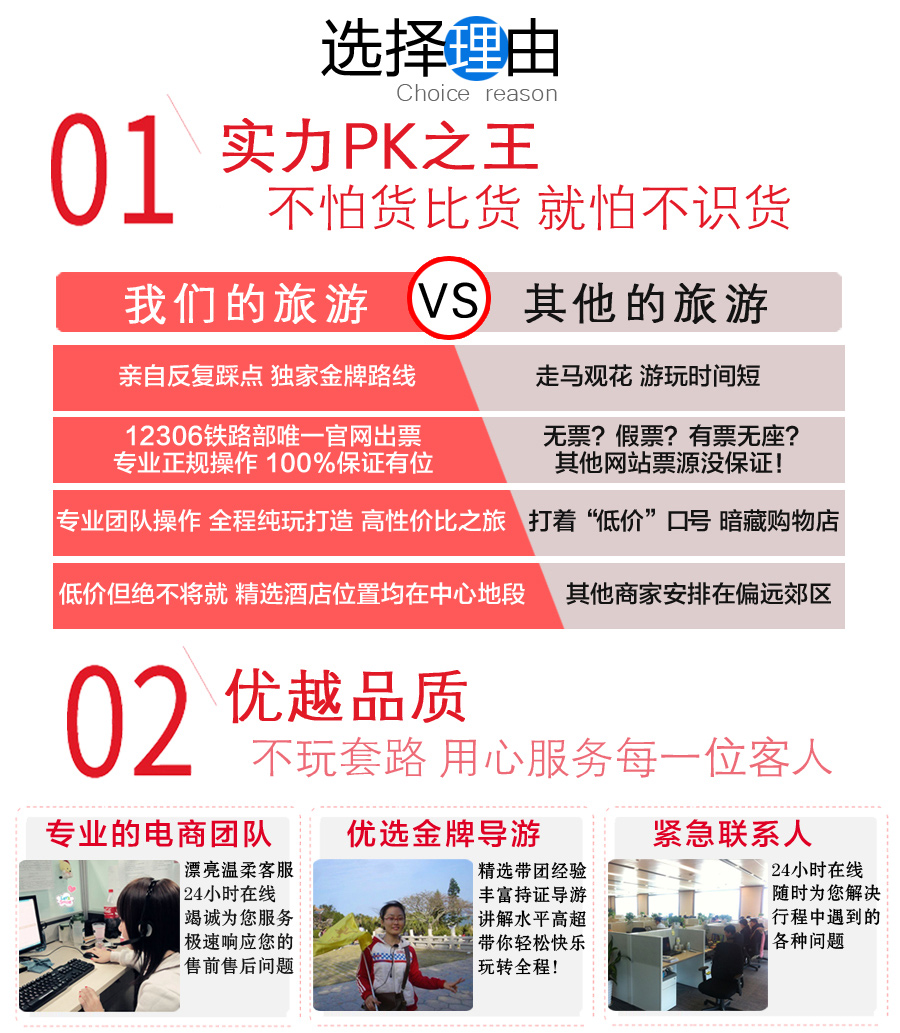 选择理由
Choice reason
01
实力PK之王
不怕货比货 就怕不识货
我们的旅游
VS
其他的旅游
亲自反复踩点 独家金牌路线
走马观花 游玩时间短
12306铁路部唯一官网出票
专业正规操作 100%保证有位
无票？假票？有票无座？
其他网站票源没保证！
专业团队操作 全程纯玩打造 高性价比之旅
打着“低价”口号 暗藏购物店
低价但绝不将就 精选酒店位置均在中心地段
其他商家安排在偏远郊区
02
优越品质
不玩套路 用心服务每一位客人
专业的电商团队
漂亮温柔客服
24小时在线
竭诚为您服务
极速响应您的
售前售后问题
优选金牌导游
精选带团经验
丰富持证导游
讲解水平高超
带你轻松快乐
玩转全程!
紧急联系人
24小时在线
随时为您解决
行程中遇到的
各种问题